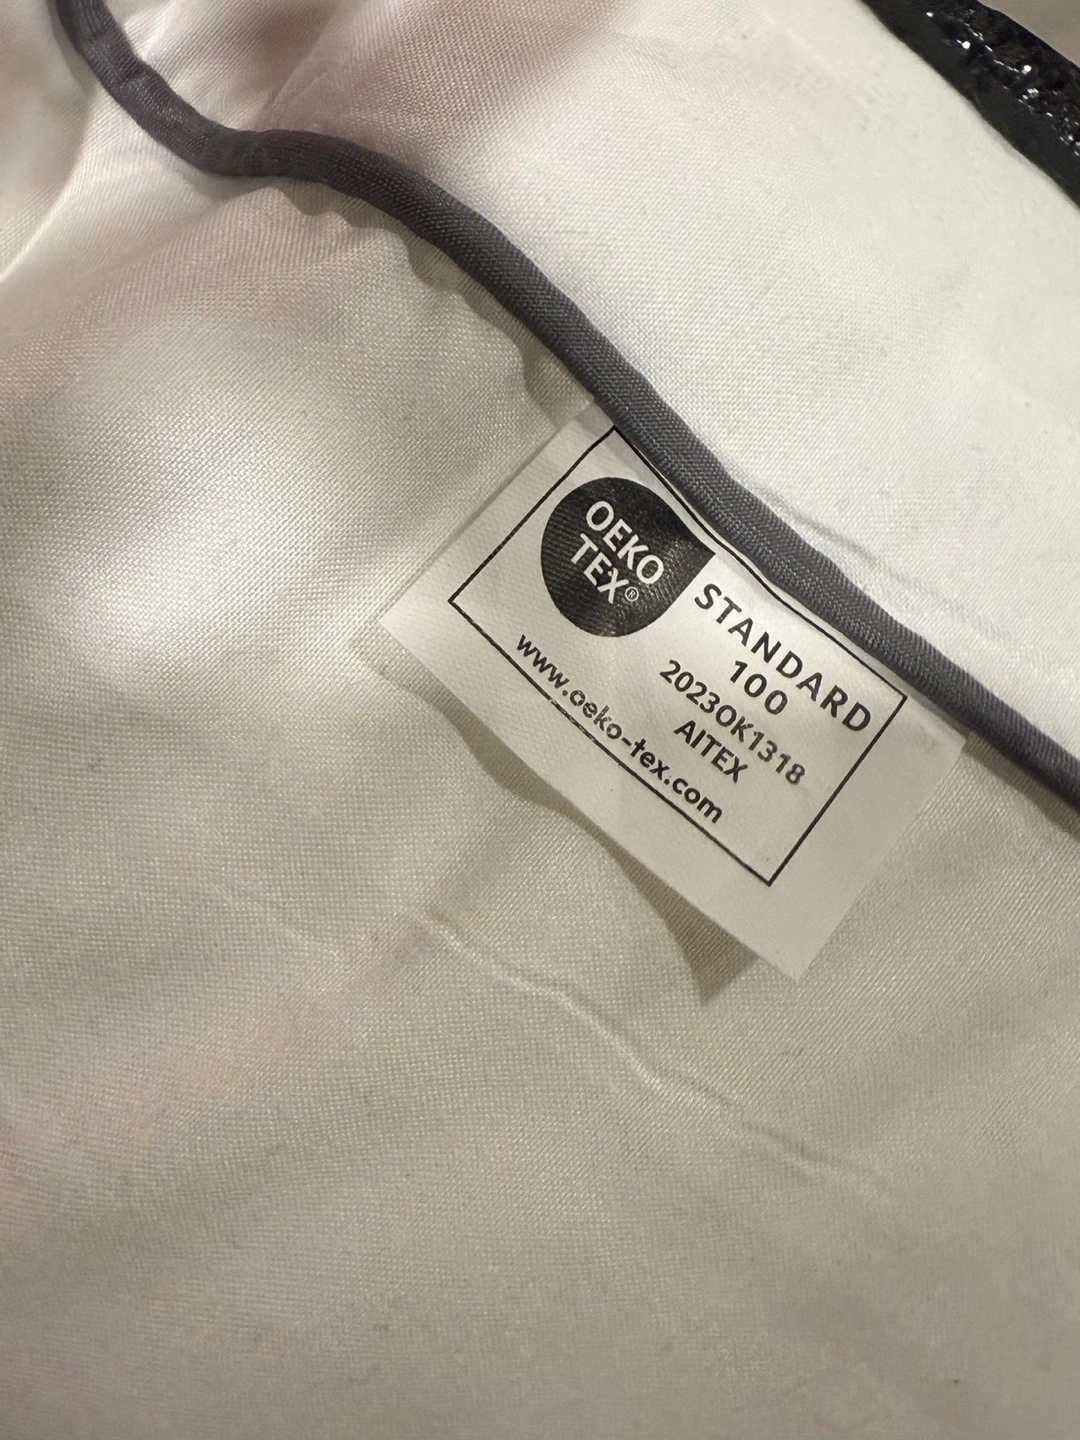 OEKO
TEX®
STANDARD
100
2023OK1318
AITEX
www.oeko-tex.com